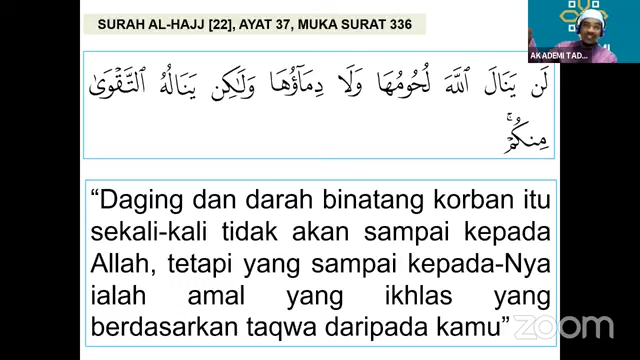 SURAH AL-HAJJ [22], AYAT 37, MUKA SURAT 336
AKADEMI TAD...
لَن يَنَالَ ٱللَّهَ لُحُومُهَا وَلَا دِمَآؤُهَا وَلَـٰكِن يَنَالُهُ ٱلتَّقْوَىٰ
مِنكُمْۚ
“Daging dan darah binatang korban itu
sekali-kali tidak akan sampai kepada
Allah, tetapi yang sampai kepada-Nya
ialah amal yang ikhlas yang
berdasarkan taqwa daripada kamu”
zoom